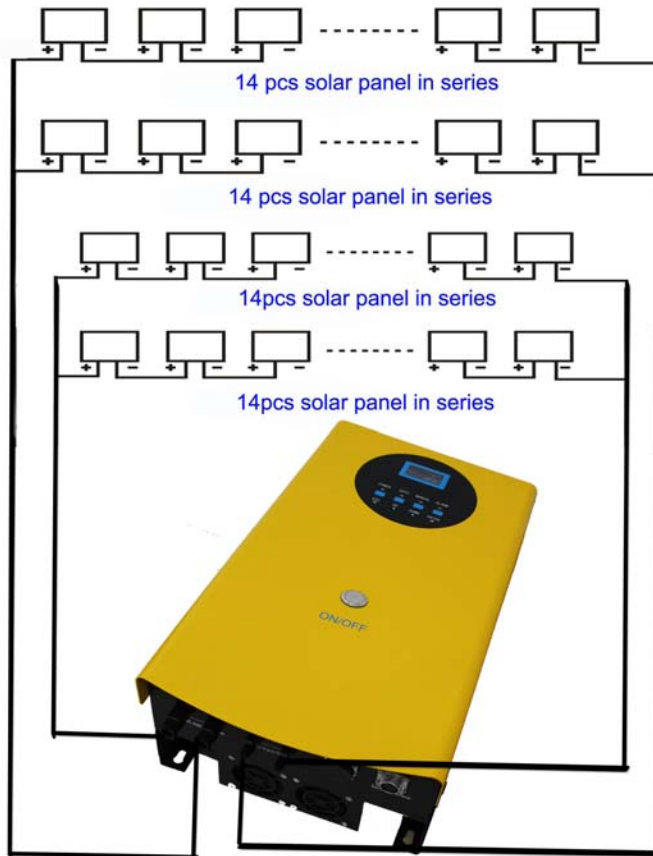 14 pcs solar panel in series
14 pcs solar panel in series
14pcs solar panel in series
14pcs solar panel in series
ON/OFF